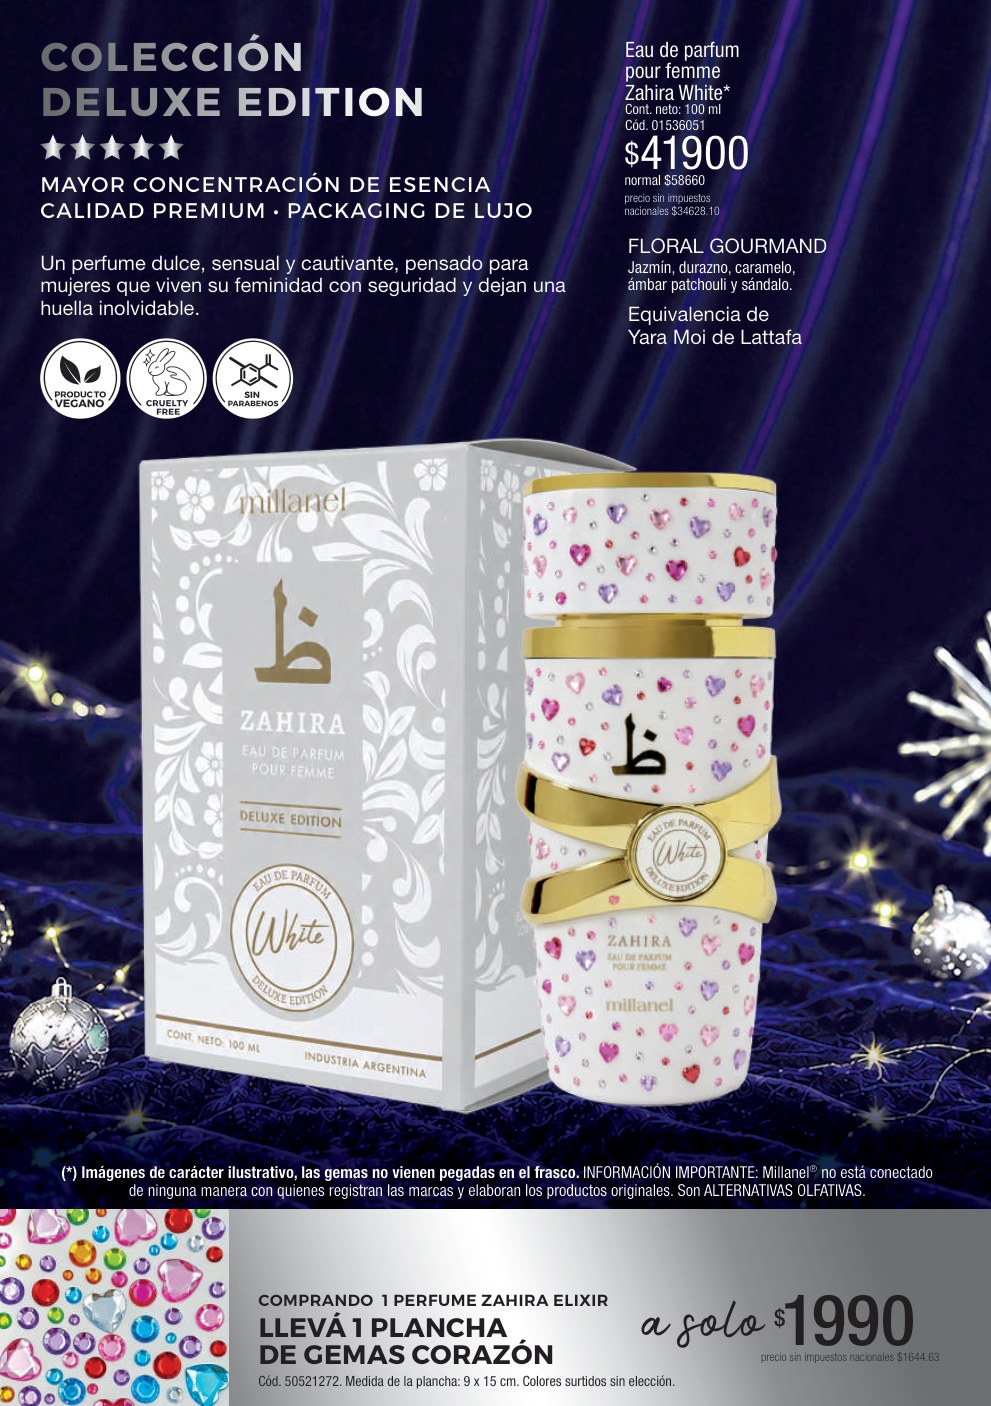 COLECCIÓN
DELUXE EDITION
MAYOR CONCENTRACIÓN DE ESENCIA
CALIDAD PREMIUM • PACKAGING DE LUJO
Un perfume dulce, sensual y cautivante, pensado para
mujeres que viven su feminidad con seguridad y dejan una
huella inolvidable.
PRODUCTO
VEGANO
CRUELTY
FREE
SIN
PARABENOS
Eau de parfum
pour femme
Zahira White*
Cont. neto: 100 ml
Cód. 01536051
$41900
normal $58660
precio sin impuestos
nacionales $34628.10
FLORAL GOURMAND
Jazmín, durazno, caramelo,
ámbar patchouli y sándalo.
Equivalencia de
Yara Moi de Lattafa
millanel
ظ
ZAHIRA
EAU DE PARFUM
POUR FEMME
DELUXE EDITION
EAU DE PARFUM
White
DELUXE EDITION
CONT. NETO: 100 ML
INDUSTRIA ARGENTINA
ظ
EAU DE PARFUM
White
DELUXE EDITION
ZAHIRA
EAU DE PARFUM
POUR FEMME
millanel
(*) Imágenes de carácter ilustrativo, las gemas no vienen pegadas en el frasco. INFORMACIÓN IMPORTANTE: Millanel® no está conectado
de ninguna manera con quienes registran las marcas y elaboran los productos originales. Son ALTERNATIVAS OLFATIVAS.
COMPRANDO 1 PERFUME ZAHIRA ELIXIR
LLEVÁ 1 PLANCHA
DE GEMAS CORAZÓN
Cód. 50521272. Medida de la plancha: 9 x 15 cm. Colores surtidos sin elección.
a solo $1990
precio sin impuestos nacionales $1644.63